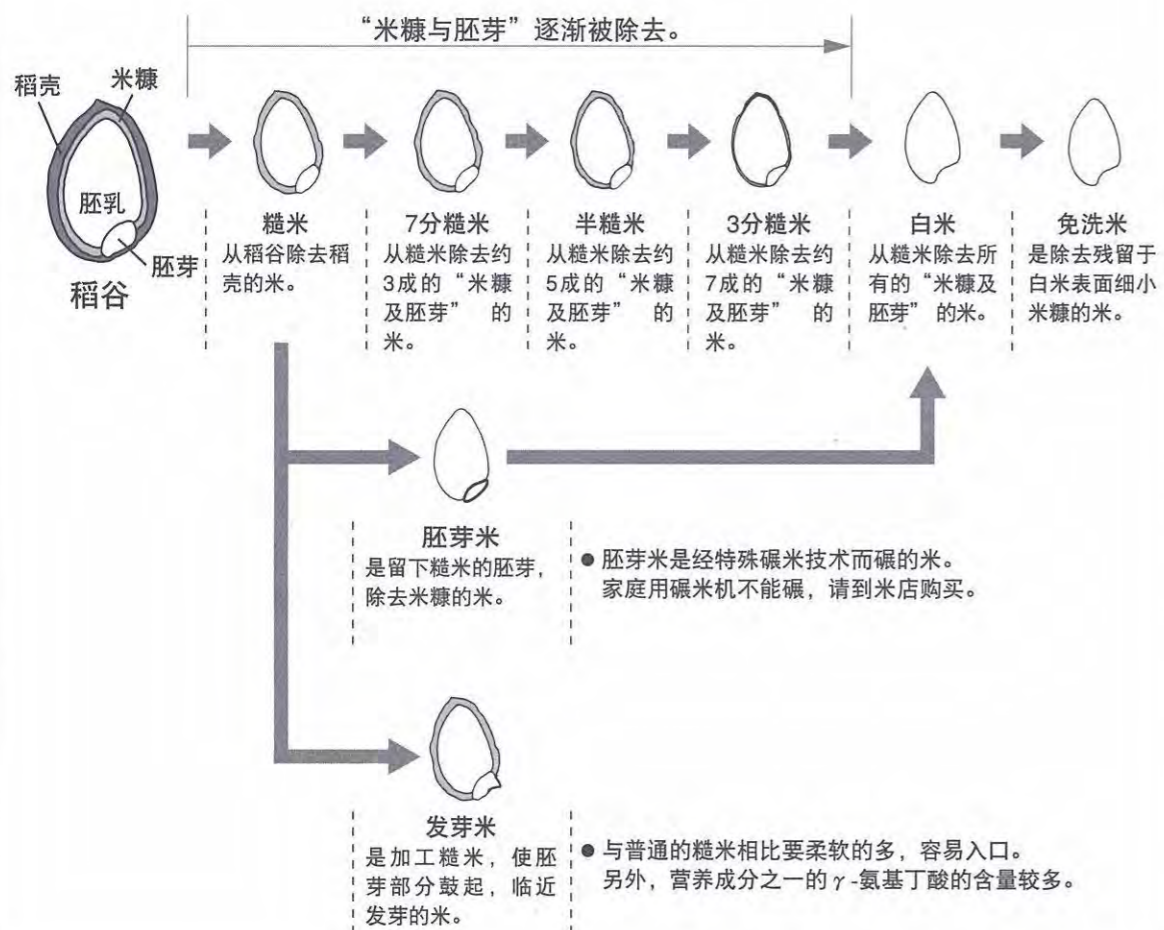 “米糠与胚芽”逐渐被除去。
稻壳
米糠
胚乳
胚芽
稻谷
糙米
从稻谷除去稻
壳的米。
7分糙米
从糙米除去约
3成的“米糠
及胚芽”的
米。
半糙米
从糙米除去约
5成的“米糠
及胚芽”的
米。
3分糙米
从糙米除去约
7成的“米糠
及胚芽”的
米。
白米
从糙米除去所
有的“米糠及
胚芽”的米。
免洗米
是除去残留于
白米表面细小
米糠的米。
胚芽米
是留下糙米的胚芽，
除去米糠的米。
● 胚芽米是经特殊碾米技术而碾的米。
家庭用碾米机不能碾，请到米店购买。
发芽米
是加工糙米，使胚
芽部分鼓起，临近
发芽的米。
● 与普通的糙米相比要柔软的多，容易入口。
另外，营养成分之一的γ-氨基丁酸的含量较多。